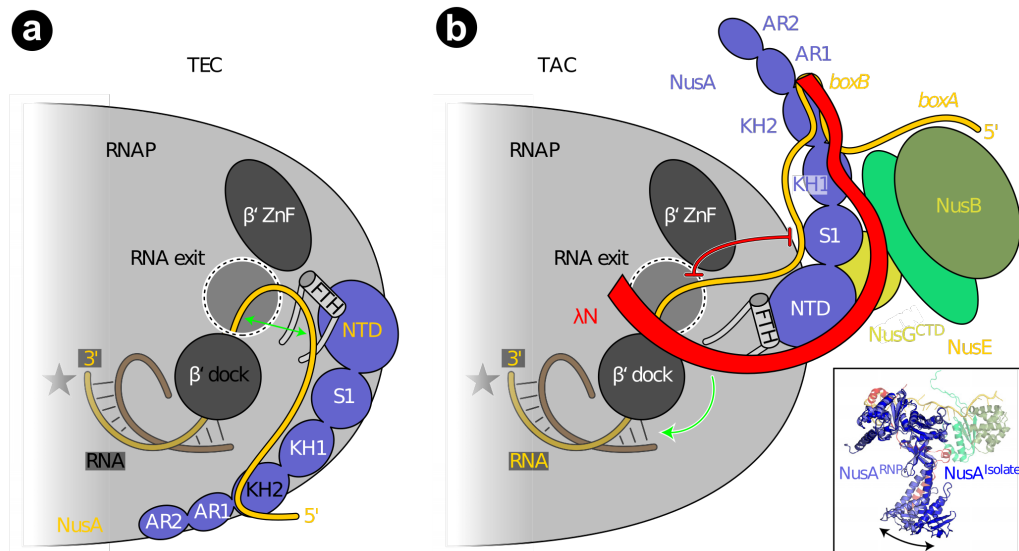 a
TEC
RNAP
β' ZnF
RNA exit
FTH
NTD
3'
β' dock
S1
RNA
KH1
KH2
NusA
AR2
AR1
5'
b
TAC
AR2
AR1
NusA
boxB
boxA
KH2
5'
RNAP
KH1
β' ZnF
NusB
S1
RNA exit
λN
NTD
FTH
NusG^CTD
NusE
3'
β' dock
RNA
NusA^RNP
NusA^Isolate